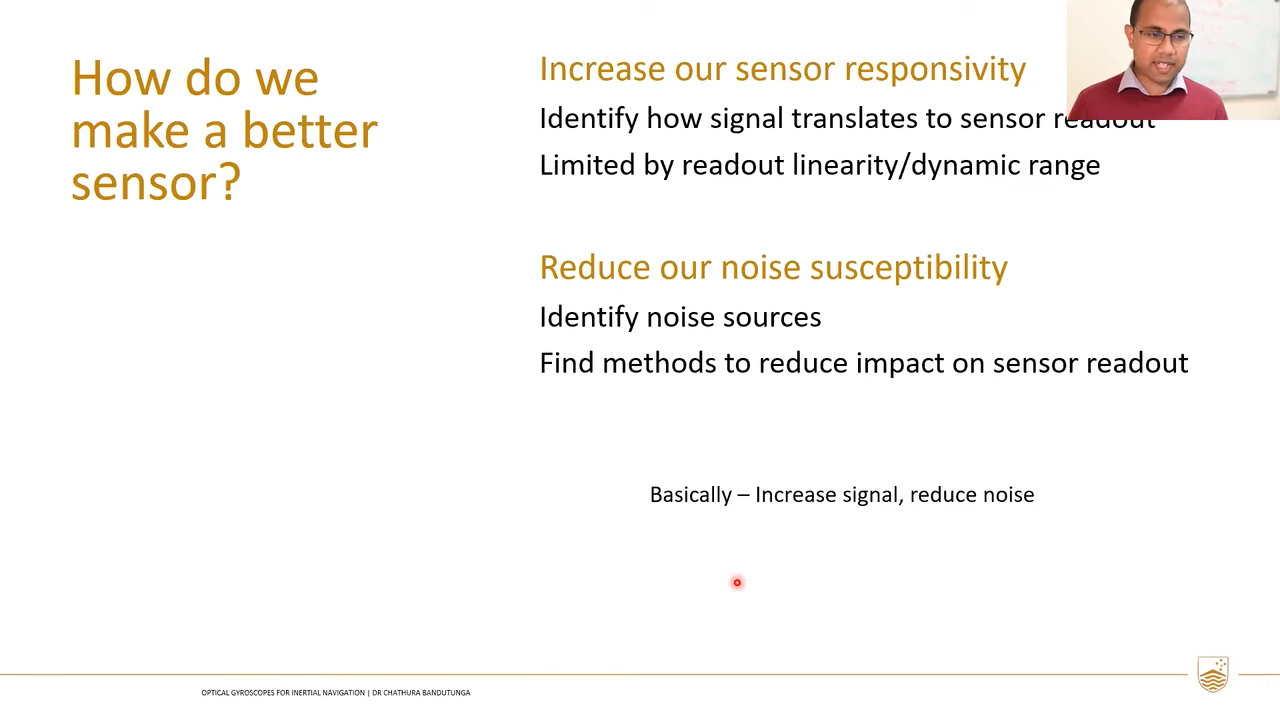 How do we
make a better
sensor?
Increase our sensor responsivity
Identify how signal translates to sensor readout
Limited by readout linearity/dynamic range
Reduce our noise susceptibility
Identify noise sources
Find methods to reduce impact on sensor readout
Basically – Increase signal, reduce noise
OPTICAL GYROSCOPES FOR INERTIAL NAVIGATION | DR CHATHURA BANDUTUNGA